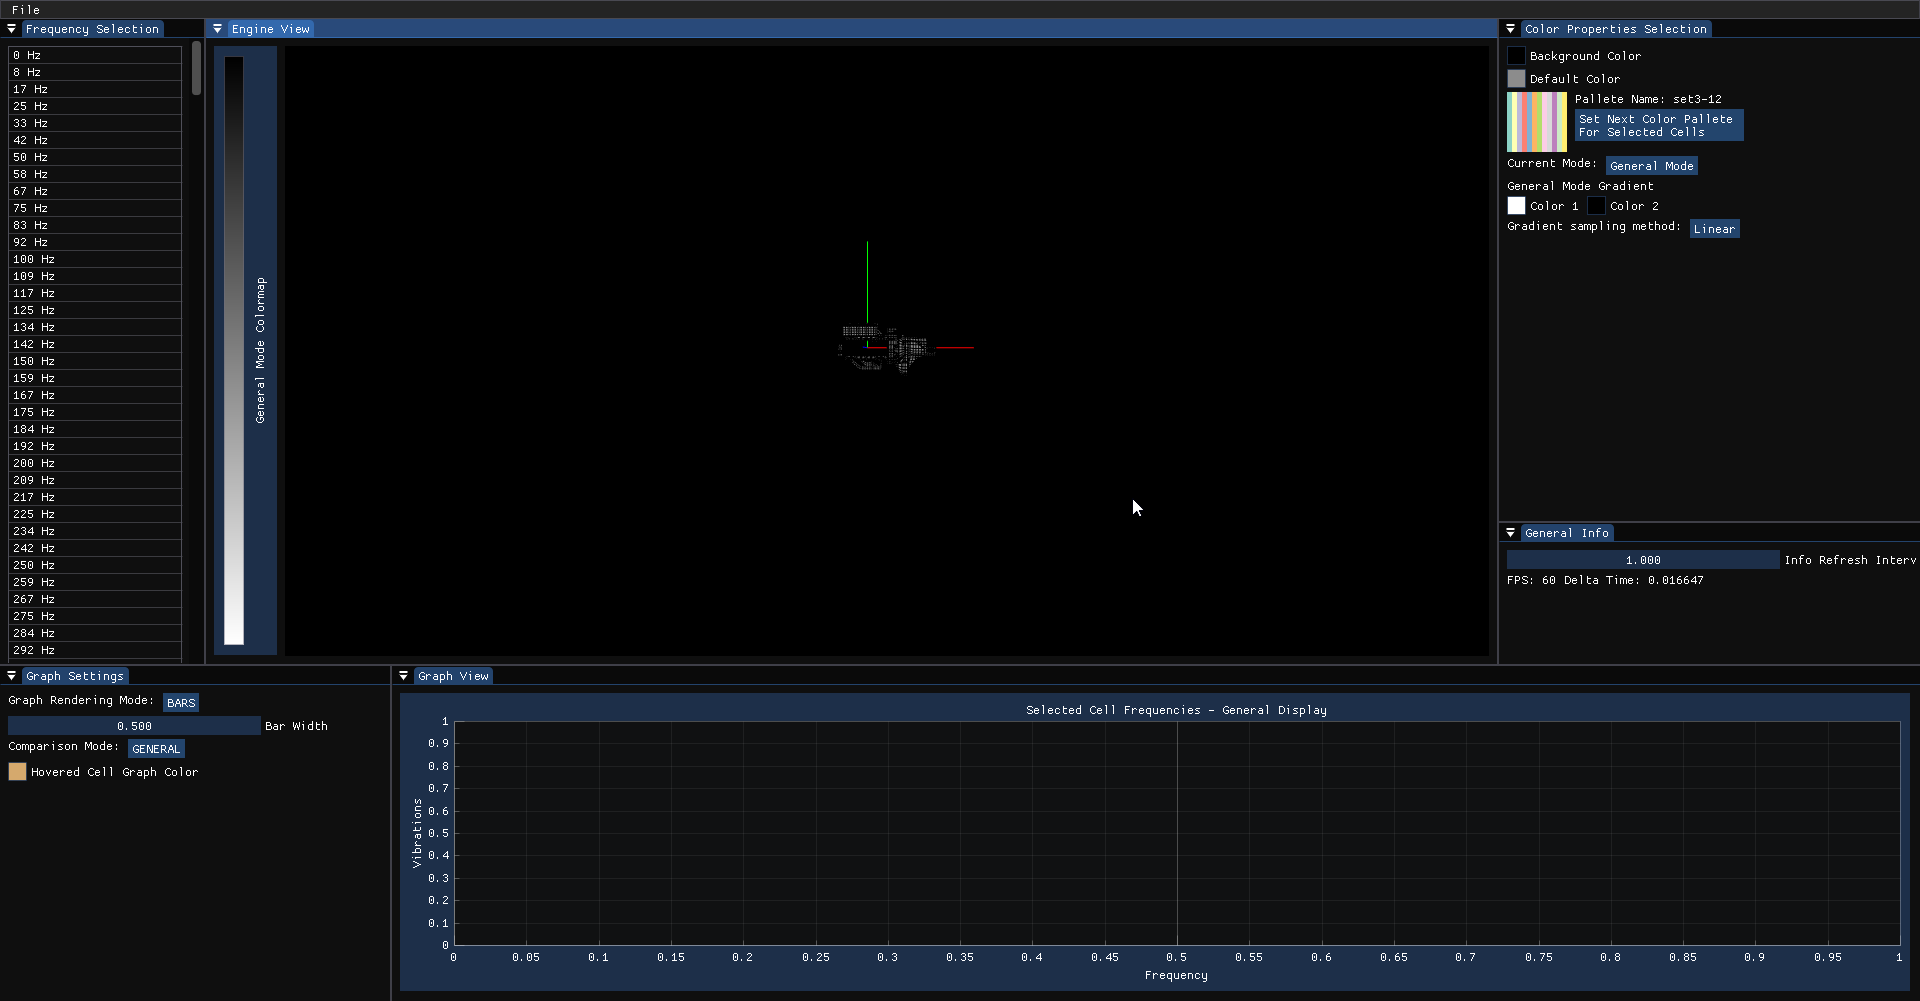 File
Frequency Selection
0 Hz
8 Hz
17 Hz
25 Hz
33 Hz
42 Hz
50 Hz
58 Hz
67 Hz
75 Hz
83 Hz
92 Hz
100 Hz
109 Hz
117 Hz
125 Hz
134 Hz
142 Hz
150 Hz
159 Hz
167 Hz
175 Hz
184 Hz
192 Hz
200 Hz
209 Hz
217 Hz
225 Hz
234 Hz
242 Hz
250 Hz
259 Hz
267 Hz
275 Hz
284 Hz
292 Hz
Engine View
General Mode Colormap
Color Properties Selection
Background Color
Default Color
Pallete Name: set3-12
Set Next Color Pallete
For Selected Cells
Current Mode: General Mode
General Mode Gradient
Color 1 Color 2
Gradient sampling method: Linear
General Info
1.000 Info Refresh Interv
FPS: 60 Delta Time: 0.016647
Graph Settings
Graph Rendering Mode: BARS
0.500 Bar Width
Comparison Mode: GENERAL
Hovered Cell Graph Color
Graph View
Selected Cell Frequencies - General Display
Vibrations
1
0.9
0.8
0.7
0.6
0.5
0.4
0.3
0.2
0.1
0
0 0.05 0.1 0.15 0.2 0.25 0.3 0.35 0.4 0.45 0.5 0.55 0.6 0.65 0.7 0.75 0.8 0.85 0.9 0.95 1
Frequency